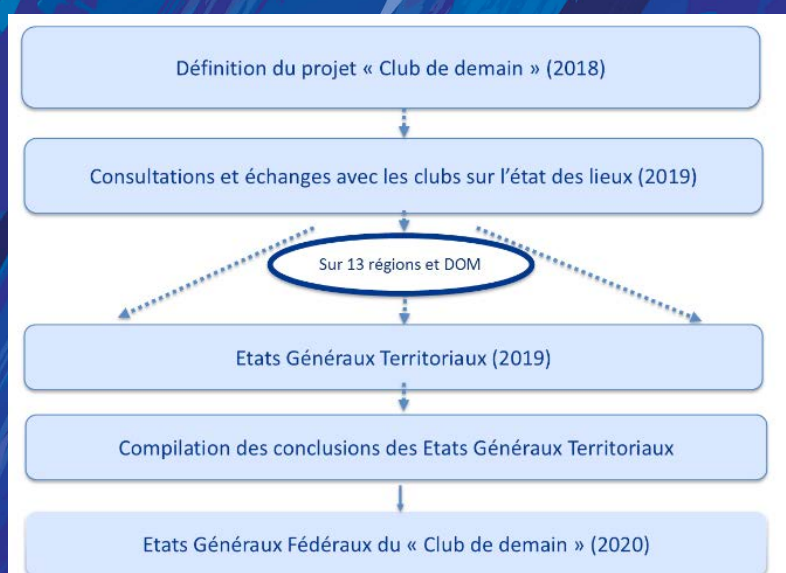 Définition du projet « Club de demain » (2018)
Consultations et échanges avec les clubs sur l'état des lieux (2019)
Sur 13 régions et DOM
Etats Généraux Territoriaux (2019)
Compilation des conclusions des Etats Généraux Territoriaux
Etats Généraux Fédéraux du « Club de demain » (2020)